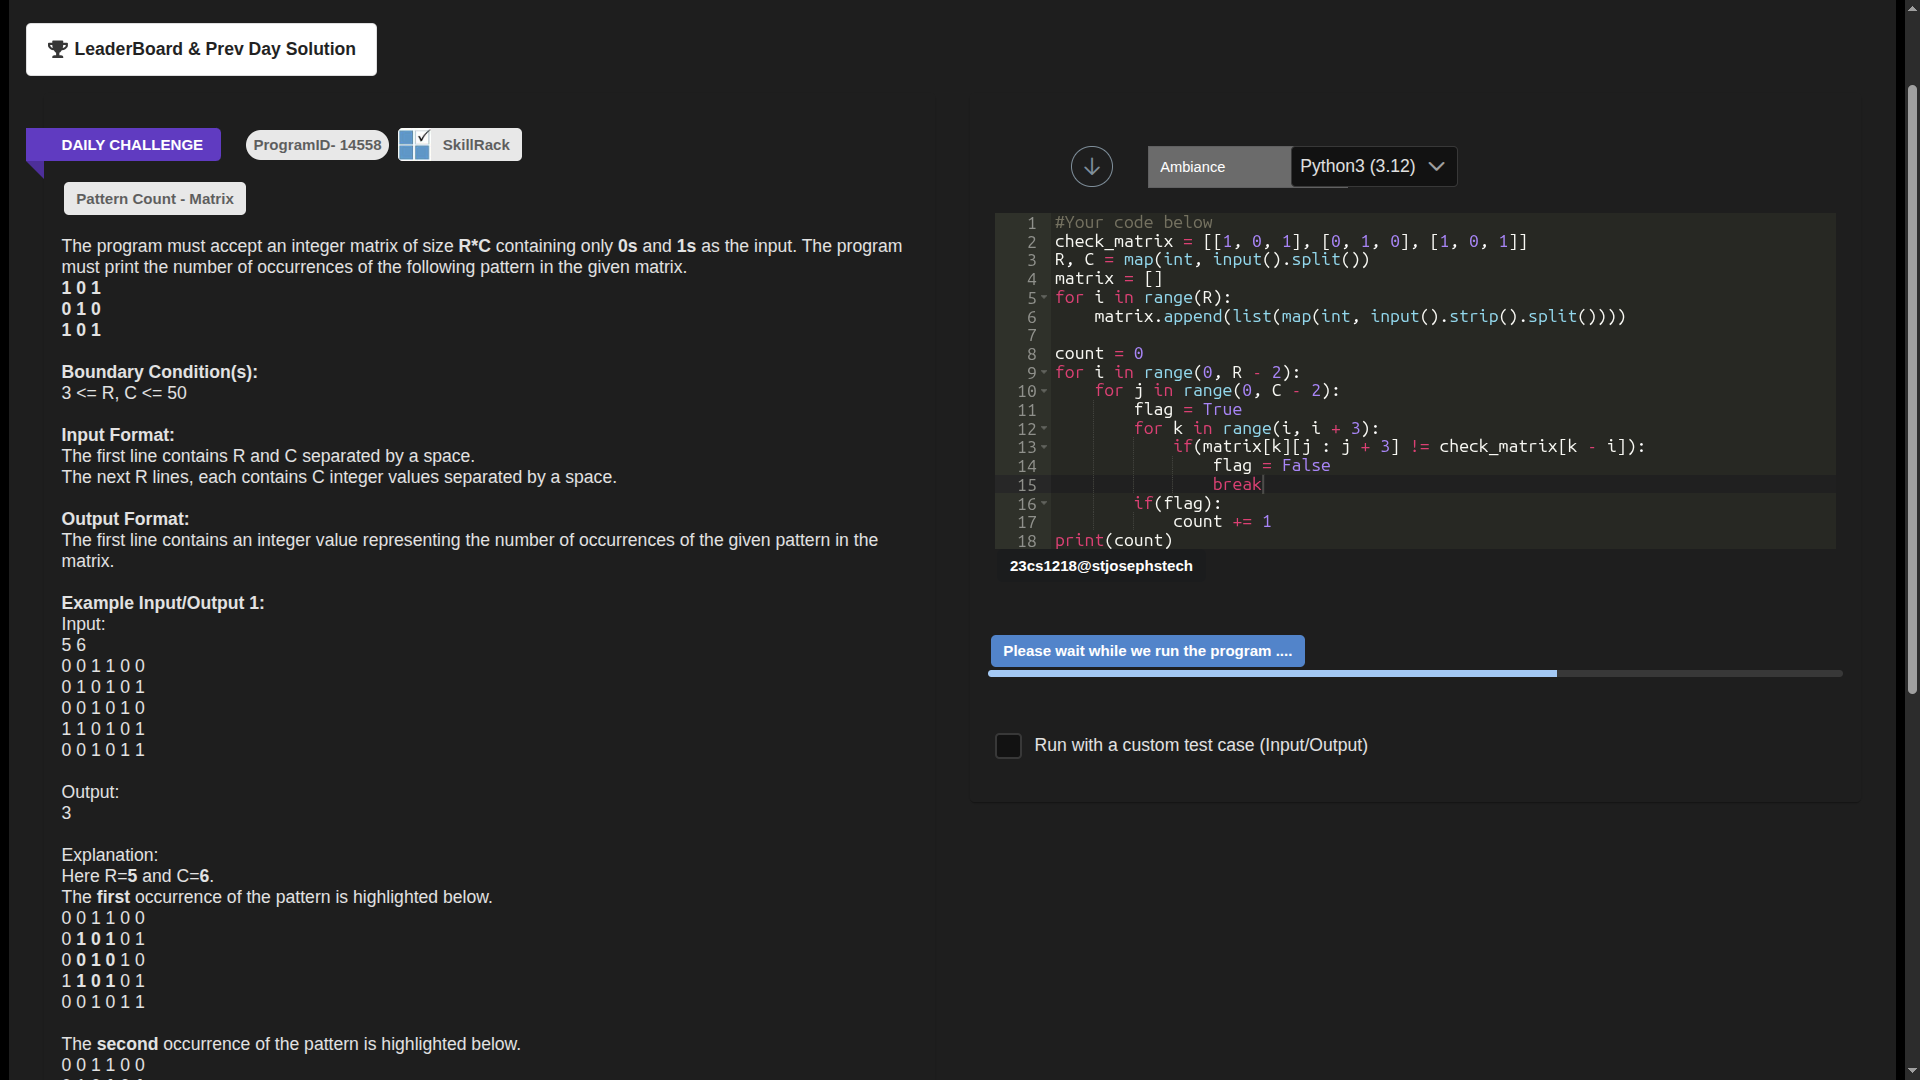 LeaderBoard & Prev Day Solution
DAILY CHALLENGE
ProgramID- 14558
SkillRack
Pattern Count - Matrix
The program must accept an integer matrix of size R*C containing only 0s and 1s as the input. The program
must print the number of occurrences of the following pattern in the given matrix.
1 0 1
0 1 0
1 0 1
Boundary Condition(s):
3 <= R, C <= 50
Input Format:
The first line contains R and C separated by a space.
The next R lines, each contains C integer values separated by a space.
Output Format:
The first line contains an integer value representing the number of occurrences of the given pattern in the
matrix.
Example Input/Output 1:
Input:
5 6
0 0 1 1 0 0
0 1 0 1 0 1
0 0 1 0 1 0
1 1 0 1 0 1
0 0 1 0 1 1
Output:
3
Explanation:
Here R=5 and C=6.
The first occurrence of the pattern is highlighted below.
0 0 1 1 0 0
0 1 0 1 0 1
0 0 1 0 1 0
1 1 0 1 0 1
0 0 1 0 1 1
The second occurrence of the pattern is highlighted below.
0 0 1 1 0 0
Ambiance
Python3 (3.12)
1 #Your code below
2 check_matrix = [[1, 0, 1], [0, 1, 0], [1, 0, 1]]
3 R, C = map(int, input().split())
4 matrix = []
5 for i in range(R):
6     matrix.append(list(map(int, input().strip().split())))
7
8 count = 0
9 for i in range(0, R - 2):
10     for j in range(0, C - 2):
11         flag = True
12         for k in range(i, i + 3):
13             if(matrix[k][j : j + 3] != check_matrix[k - i]):
14                 flag = False
15                 break
16         if(flag):
17             count += 1
18 print(count)
23cs1218@stjosephstech
Please wait while we run the program ....
Run with a custom test case (Input/Output)